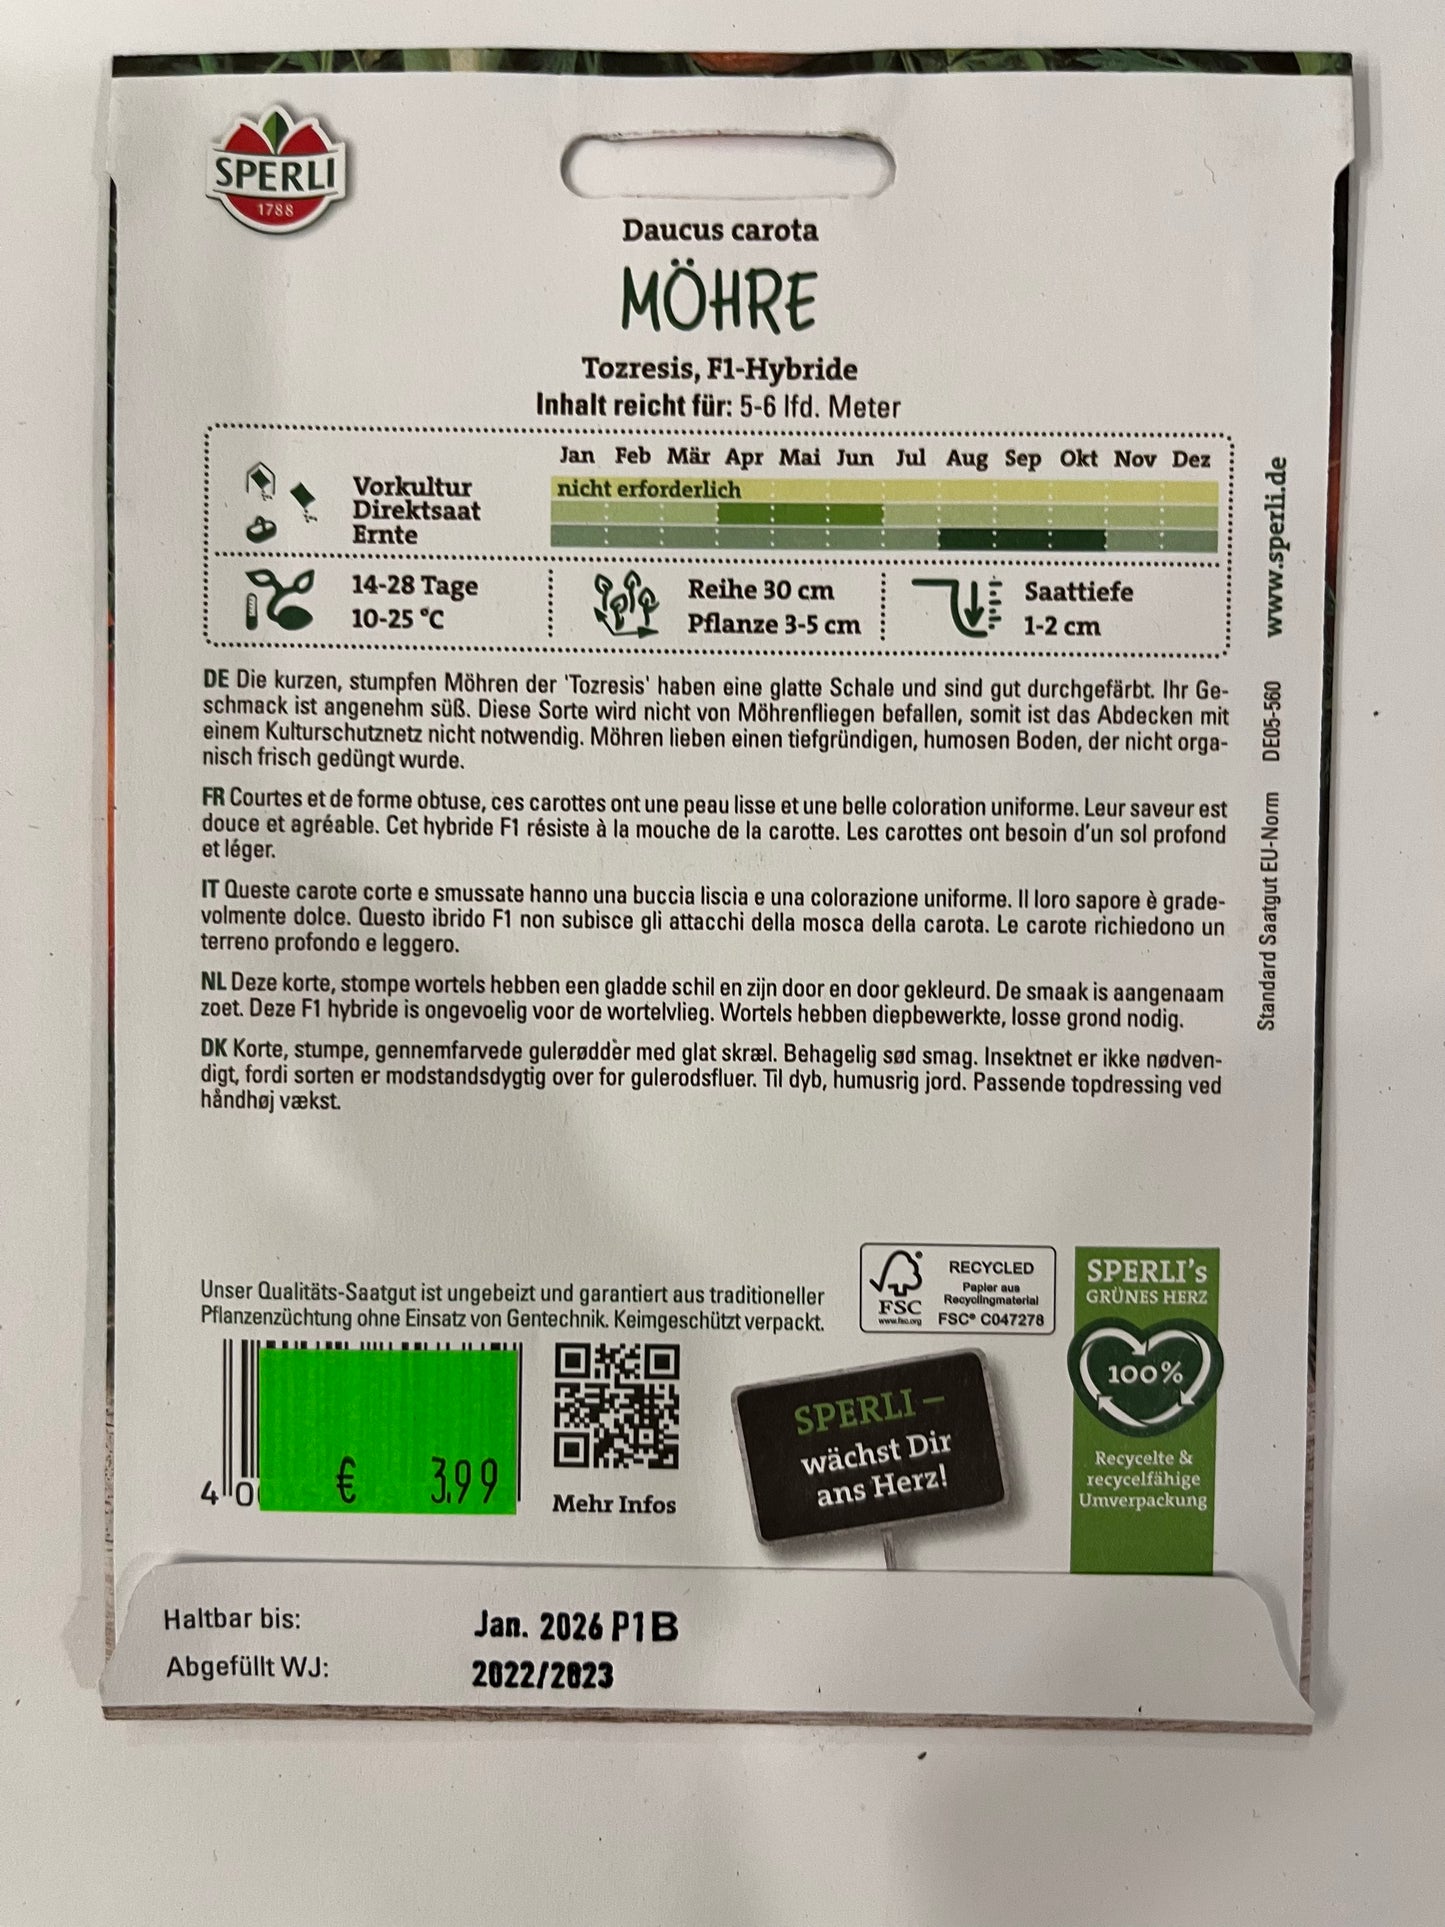 SPERLI
1788
Daucus carota
MÖHRE
Tozresis, F1-Hybride
Inhalt reicht für: 5-6 lfd. Meter
Jan Feb Mär Apr Mai Jun Jul Aug Sep Okt Nov Dez
Vorkultur nicht erforderlich
Direktsaat
Ernte
14-28 Tage
10-25 °C
Reihe 30 cm
Pflanze 3-5 cm
Saattiefe
1-2 cm
DE Die kurzen, stumpfen Möhren der 'Tozresis' haben eine glatte Schale und sind gut durchgefärbt. Ihr Ge-
schmack ist angenehm süß. Diese Sorte wird nicht von Möhrenfliegen befallen, somit ist das Abdecken mit
einem Kulturschutznetz nicht notwendig. Möhren lieben einen tiefgründigen, humosen Boden, der nicht orga-
nisch frisch gedüngt wurde.
FR Courtes et de forme obtuse, ces carottes ont une peau lisse et une belle coloration uniforme. Leur saveur est
douce et agréable. Cet hybride F1 résiste à la mouche de la carotte. Les carottes ont besoin d'un sol profond
et léger.
IT Queste carote corte e smussate hanno una buccia liscia e una colorazione uniforme. Il loro sapore è grade-
volmente dolce. Questo ibrido F1 non subisce gli attacchi della mosca della carota. Le carote richiedono un
terreno profondo e leggero.
NL Deze korte, stompe wortels hebben een gladde schil en zijn door en door gekleurd. De smaak is aangenaam
zoet. Deze F1 hybride is ongevoelig voor de wortelvlieg. Wortels hebben diepbewerkte, losse grond nodig.
DK Korte, stumpe, gennemfarvede gulerødder med glat skræl. Behagelig sød smag. Insektnet er ikke nødven-
digt, fordi sorten er modstandsdygtig over for gulerodsfluer. Til dyb, humusrig jord. Passende topdressing ved
håndhøj vækst.
www.sperli.de
DE05-560
Standard Saatgut EU-Norm
Unser Qualitäts-Saatgut ist ungebeizt und garantiert aus traditioneller
Pflanzenzüchtung ohne Einsatz von Gentechnik. Keimgeschützt verpackt.
FSC
www.fsc.org
RECYCLED
Papier aus
Recyclingmaterial
FSC® C047278
SPERLI's
GRÜNES HERZ
100%
Recycelte &
recycelfähige
Umverpackung
4 0
€ 3.99
Mehr Infos
SPERLI –
wächst Dir
ans Herz!
Haltbar bis: Jan. 2026 P1B
Abgefüllt WJ: 2022/2023